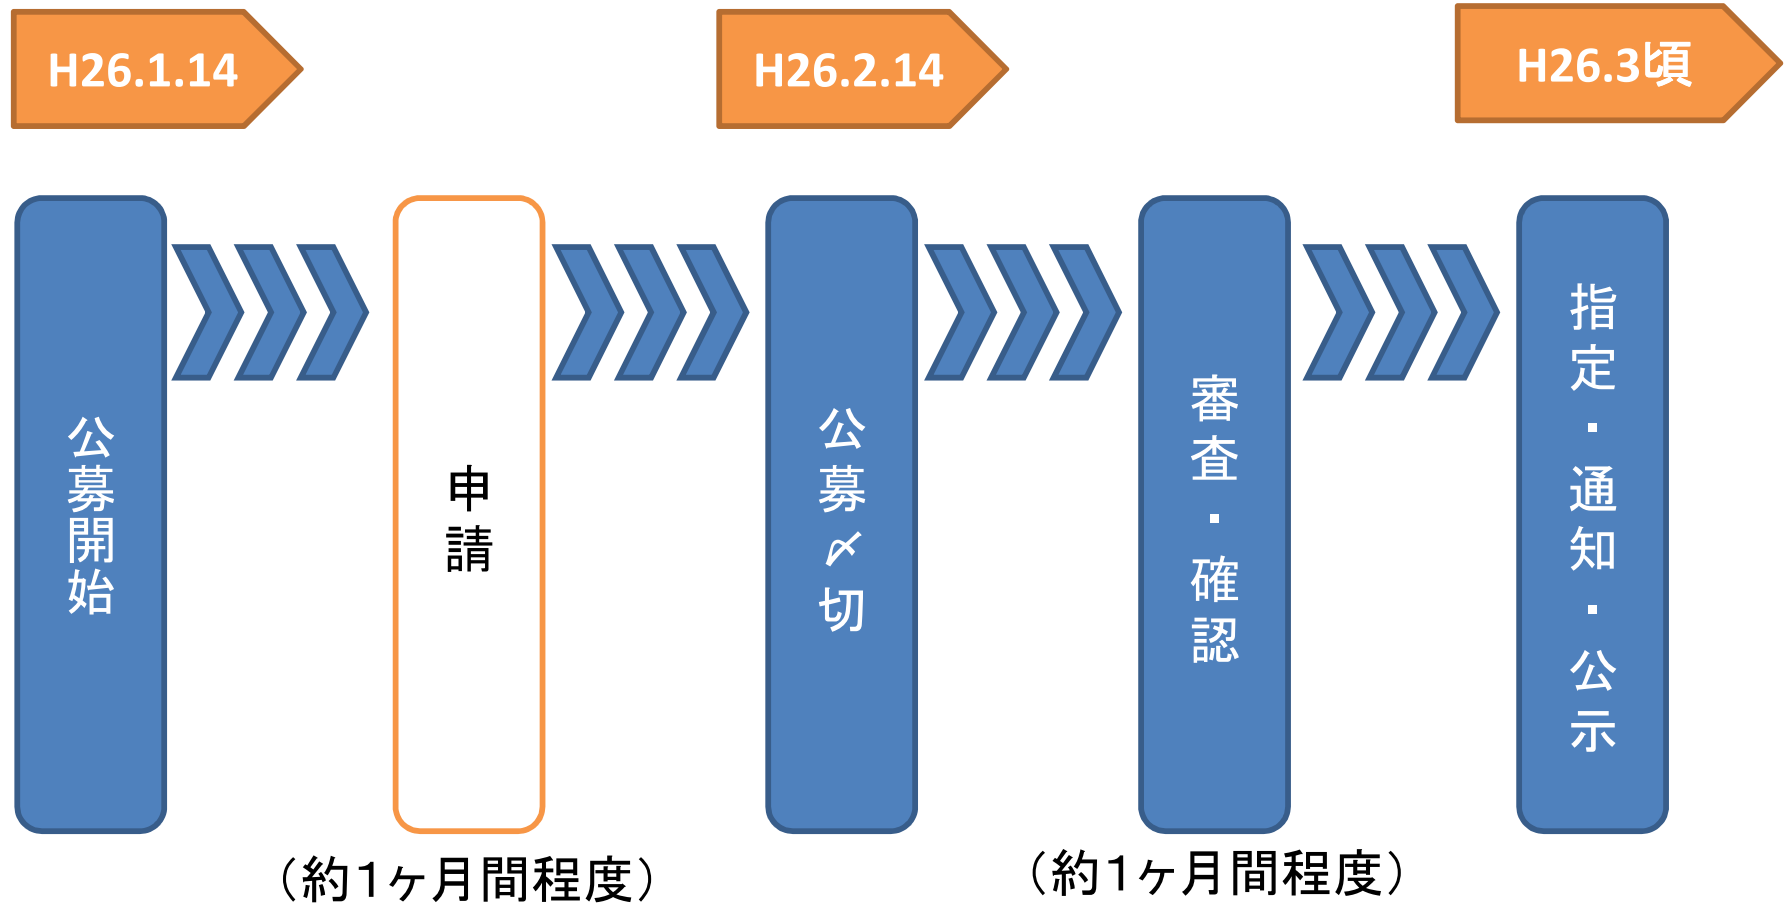 H26.1.14
H26.2.14
H26.3頃
公募開始
申請
公募〆切
審査・確認
指定・通知・公示
（約1ヶ月間程度）
（約1ヶ月間程度）